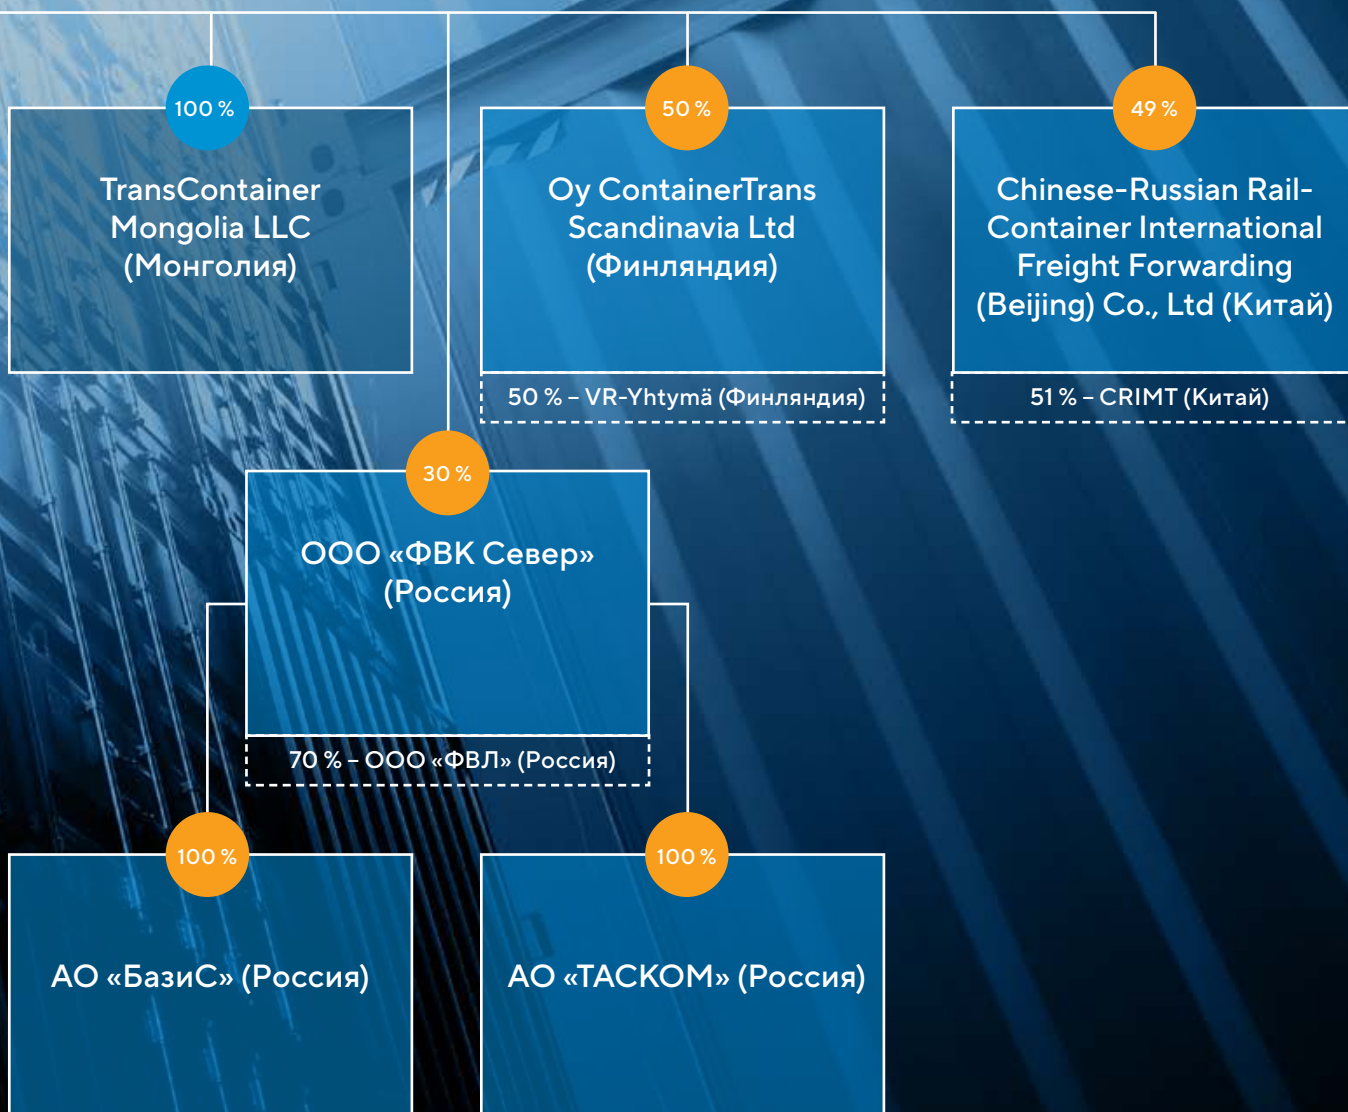 100 %
TransContainer
Mongolia LLC
(Монголия)
50 %
Oy ContainerTrans
Scandinavia Ltd
(Финляндия)
50 % – VR-Yhtymä (Финляндия)
49 %
Chinese-Russian Rail-
Container International
Freight Forwarding
(Beijing) Co., Ltd (Китай)
51 % – CRIMT (Китай)
30 %
ООО «ФВК Север»
(Россия)
70 % – ООО «ФВЛ» (Россия)
100 %
АО «БазиС» (Россия)
100 %
АО «ТАСКОМ» (Россия)